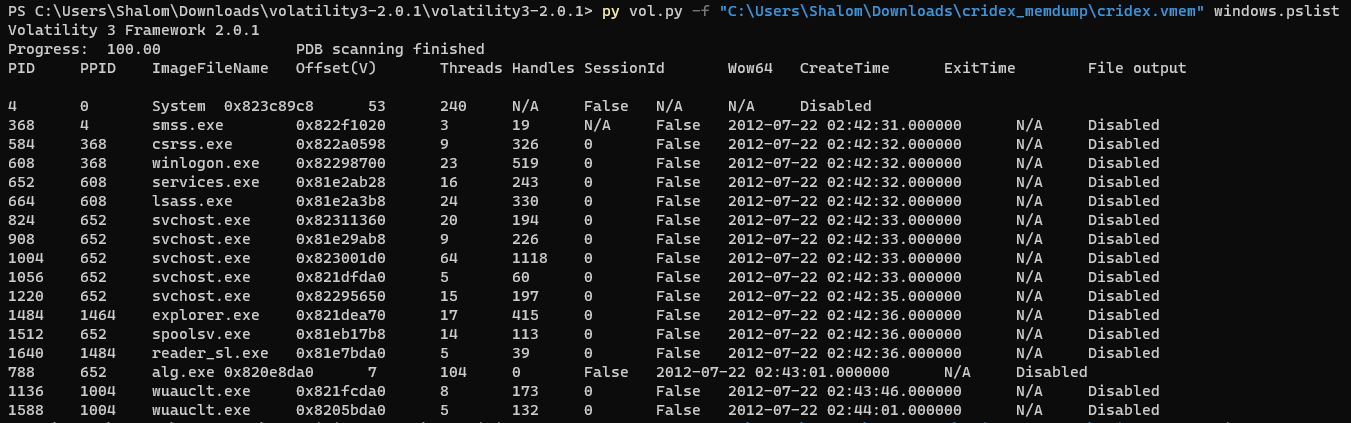 PS C:\Users\Shalom\Downloads\volatility3-2.0.1\volatility3-2.0.1> py vol.py -f "C:\Users\Shalom\Downloads\cridex_memdump\cridex.vmem" windows.pslist
Volatility 3 Framework 2.0.1
Progress: 100.00 PDB scanning finished
PID PPID ImageFileName Offset(V) Threads Handles SessionId Wow64 CreateTime ExitTime File output
4 0 System 0x823c89c8 53 240 N/A False N/A N/A Disabled
368 4 smss.exe 0x822f1020 3 19 N/A False 2012-07-22 02:42:31.000000 N/A Disabled
584 368 csrss.exe 0x822a0598 9 326 0 False 2012-07-22 02:42:32.000000 N/A Disabled
608 368 winlogon.exe 0x82298700 23 519 0 False 2012-07-22 02:42:32.000000 N/A Disabled
652 608 services.exe 0x81e2ab28 16 243 0 False 2012-07-22 02:42:32.000000 N/A Disabled
664 608 lsass.exe 0x81e2a3b8 24 330 0 False 2012-07-22 02:42:32.000000 N/A Disabled
824 652 svchost.exe 0x82311360 20 194 0 False 2012-07-22 02:42:33.000000 N/A Disabled
908 652 svchost.exe 0x81e29ab8 9 226 0 False 2012-07-22 02:42:33.000000 N/A Disabled
1004 652 svchost.exe 0x823001d0 64 1118 0 False 2012-07-22 02:42:33.000000 N/A Disabled
1056 652 svchost.exe 0x821dfda0 5 60 0 False 2012-07-22 02:42:33.000000 N/A Disabled
1220 652 svchost.exe 0x82295650 15 197 0 False 2012-07-22 02:42:35.000000 N/A Disabled
1484 1464 explorer.exe 0x821dea70 17 415 0 False 2012-07-22 02:42:36.000000 N/A Disabled
1512 652 spoolsv.exe 0x81eb17b8 14 113 0 False 2012-07-22 02:42:36.000000 N/A Disabled
1640 1484 reader_sl.exe 0x81e7bda0 5 39 0 False 2012-07-22 02:42:36.000000 N/A Disabled
788 652 alg.exe 0x820e8da0 7 104 0 False 2012-07-22 02:43:01.000000 N/A Disabled
1136 1004 wuauclt.exe 0x821fcda0 8 173 0 False 2012-07-22 02:43:46.000000 N/A Disabled
1588 1004 wuauclt.exe 0x8205bda0 5 132 0 False 2012-07-22 02:44:01.000000 N/A Disabled